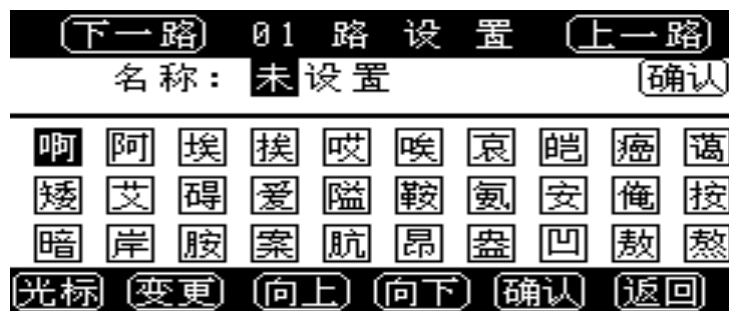 下一路 01 路设置 上一路
名称：未设置 确认
啊 阿 埃 挨 哎 唉 哀 皑 癌 蔼
矮 艾 碍 爱 隘 鞍 氨 安 俺 按
暗 岸 胺 案 肮 昂 盎 凹 敖 熬
光标 变更 向上 向下 确认 返回